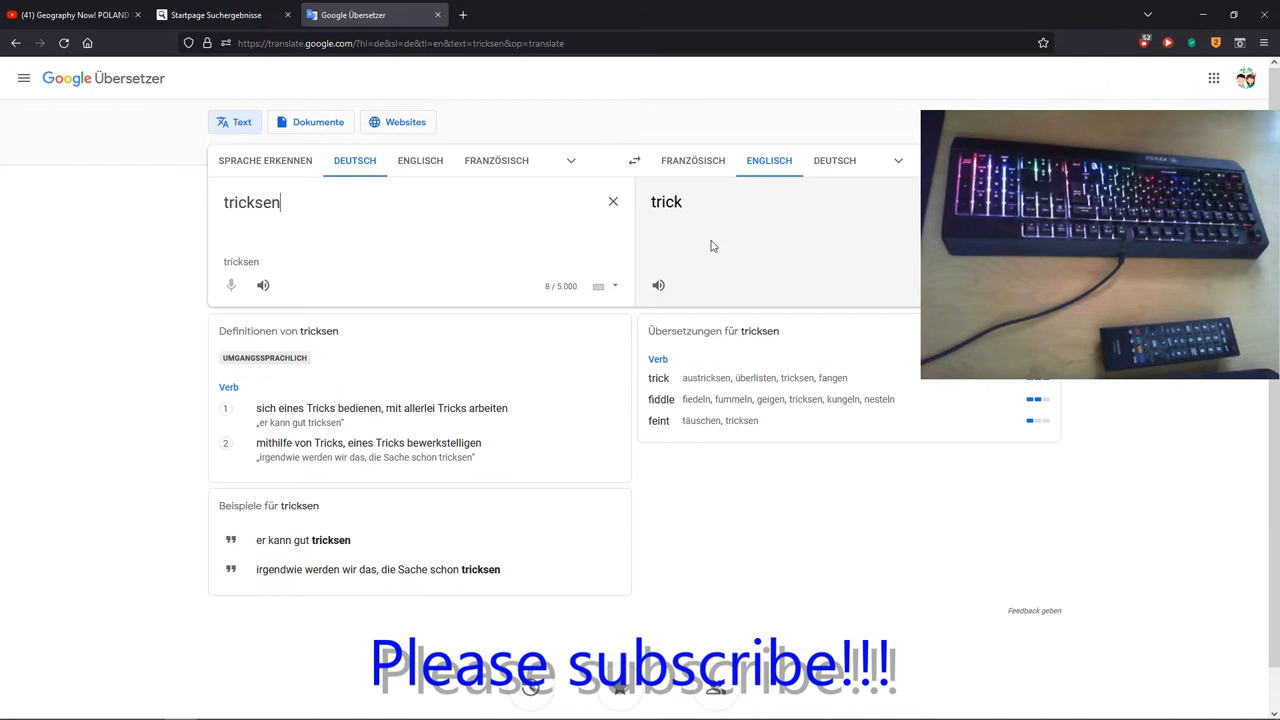 (41) Geography Now! POLAND
Startpage Suchergebnisse
Google Übersetzer
https://translate.google.com/?hl=de&sl=de&tl=en&text=tricksen&op=translate
52
2
Google Übersetzer
Text
Dokumente
Websites
SPRACHE ERKENNEN
DEUTSCH
ENGLISCH
FRANZÖSISCH
FRANZÖSISCH
ENGLISCH
DEUTSCH
tricksen
trick
tricksen
8 / 5.000
Definitionen von tricksen
UMGANGSSPRACHLICH
Verb
1 sich eines Tricks bedienen, mit allerlei Tricks arbeiten
„er kann gut tricksen“
2 mithilfe von Tricks, eines Tricks bewerkstelligen
„irgendwie werden wir das, die Sache schon tricksen“
Übersetzungen für tricksen
Verb
trick austricksen, überlisten, tricksen, fangen
fiddle fiedeln, fummeln, geigen, tricksen, kungeln, nesteln
feint täuschen, tricksen
Beispiele für tricksen
er kann gut tricksen
irgendwie werden wir das, die Sache schon tricksen
Feedback geben
Please subscribe!!!